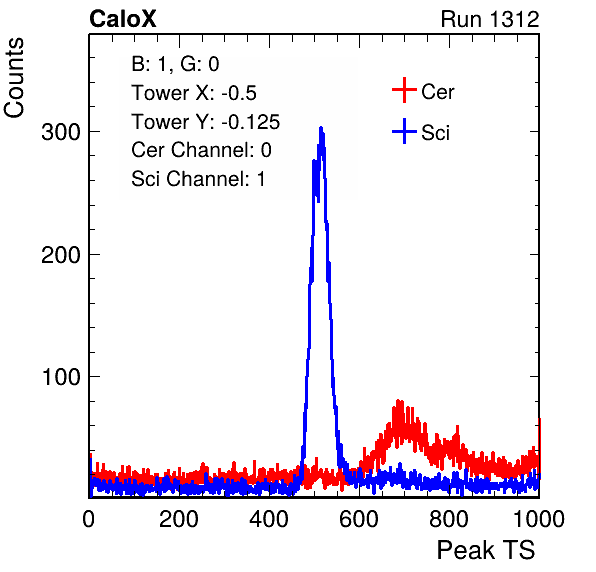 CaloX Run 1312
Counts
B: 1, G: 0
Tower X: -0.5
Tower Y: -0.125
Cer Channel: 0
Sci Channel: 1
Cer
Sci
300
200
100
0 200 400 600 800 1000
Peak TS